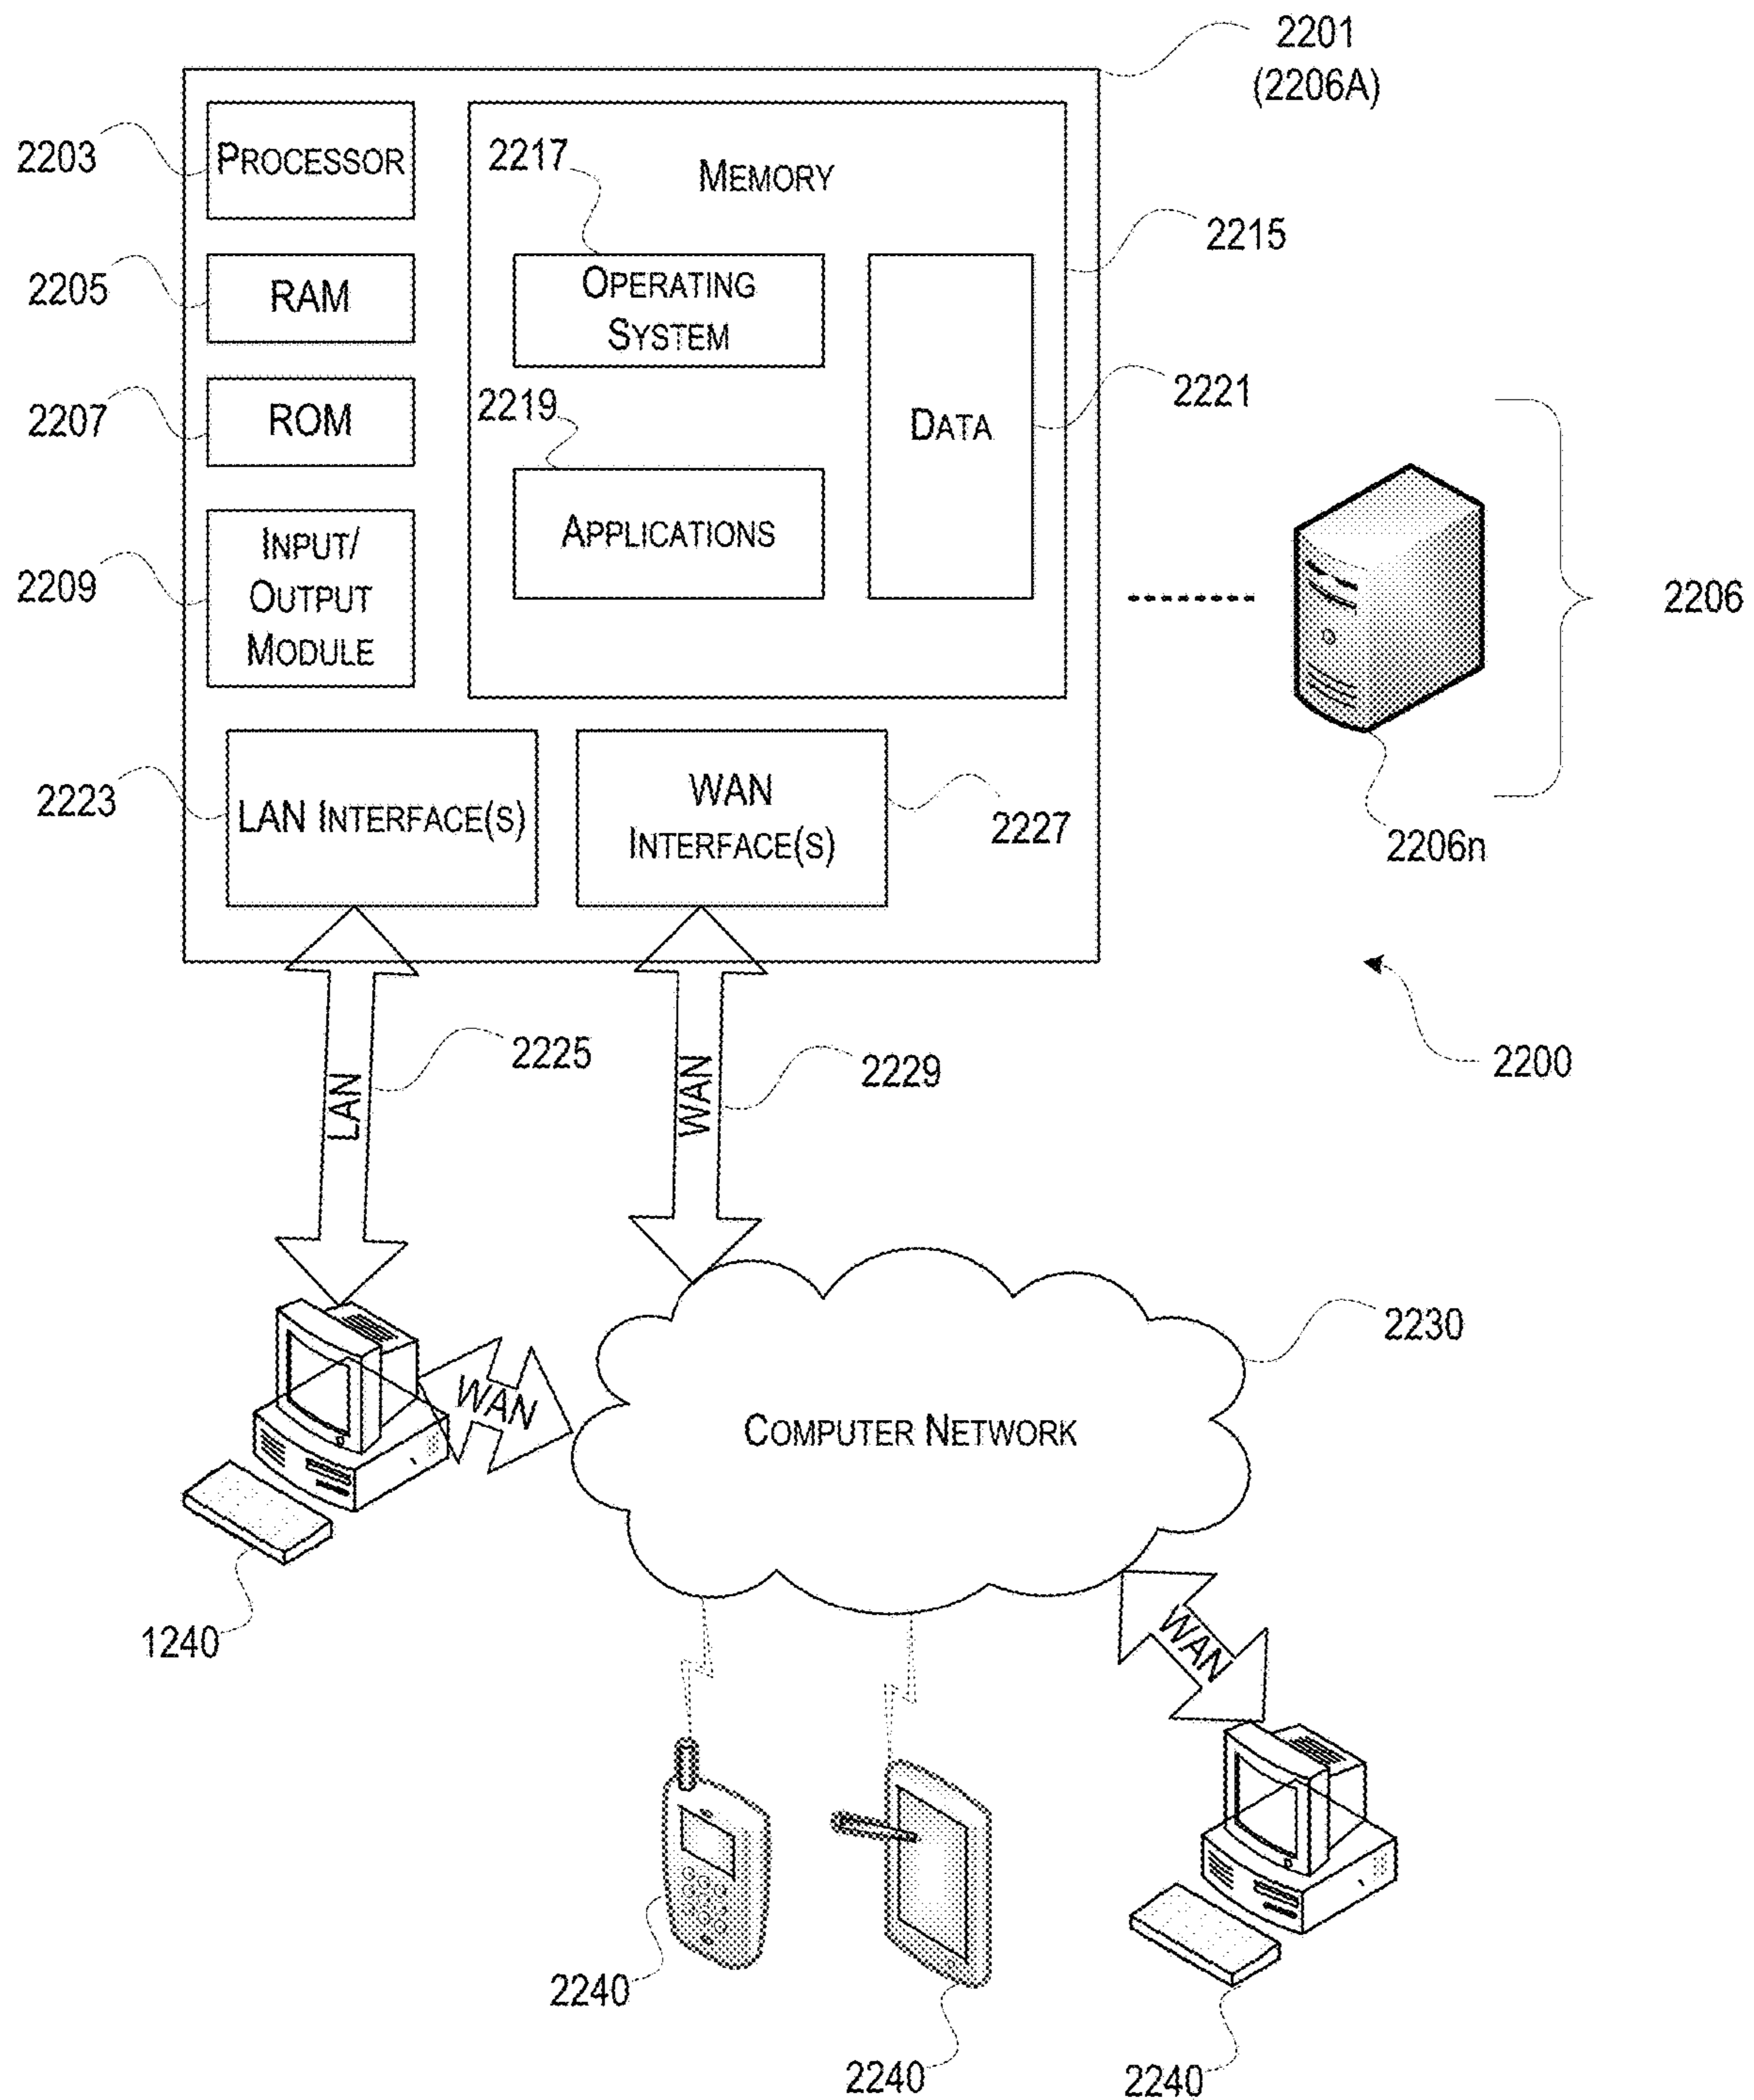 2201
(2206A)
2203
PROCESSOR
2217
MEMORY
2215
2205
RAM
OPERATING
SYSTEM
2207
ROM
2219
DATA
2221
2209
INPUT/
OUTPUT
MODULE
APPLICATIONS
2206
2223
LAN INTERFACE(S)
WAN
INTERFACE(S)
2227
2206n
LAN
2225
WAN
2229
2200
2230
WAN
COMPUTER NETWORK
1240
WAN
2240
2240
2240